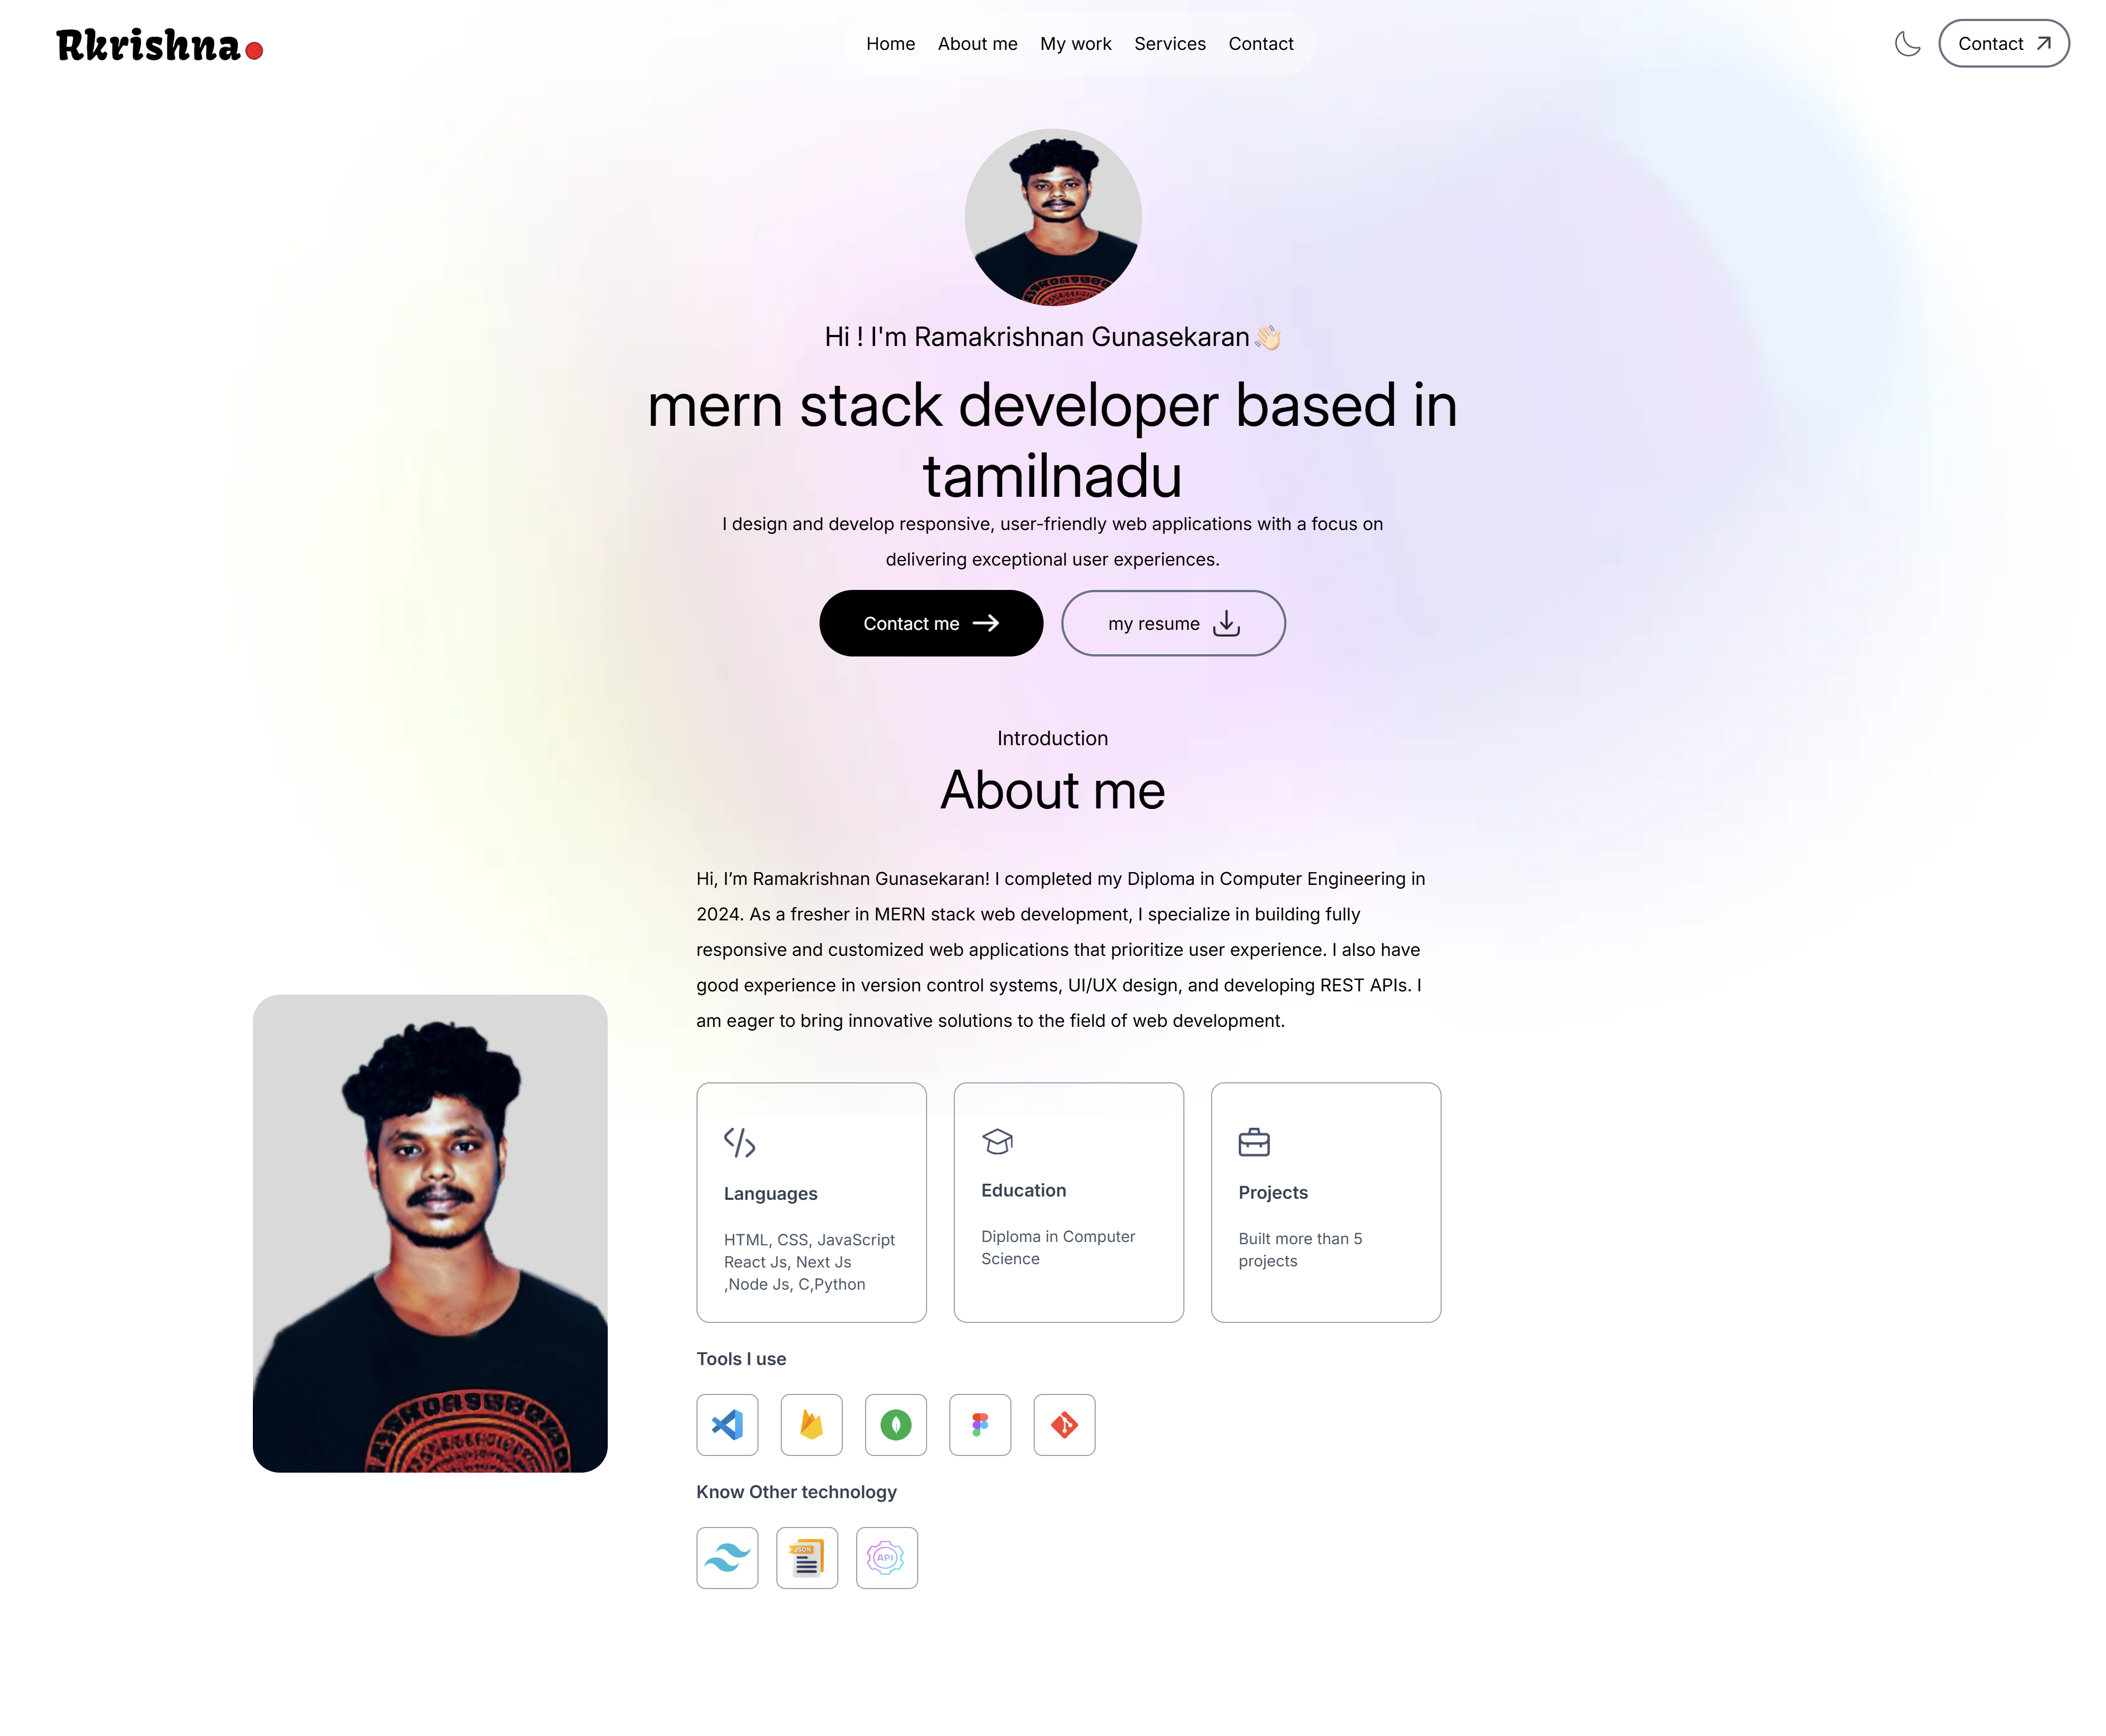 Rkrishna
Home About me My work Services Contact
Contact
Hi ! I'm Ramakrishnan Gunasekaran
mern stack developer based in
tamilnadu
I design and develop responsive, user-friendly web applications with a focus on
delivering exceptional user experiences.
Contact me
my resume
Introduction
About me
Hi, I’m Ramakrishnan Gunasekaran! I completed my Diploma in Computer Engineering in
2024. As a fresher in MERN stack web development, I specialize in building fully
responsive and customized web applications that prioritize user experience. I also have
good experience in version control systems, UI/UX design, and developing REST APIs. I
am eager to bring innovative solutions to the field of web development.
Languages
HTML, CSS, JavaScript
React Js, Next Js
,Node Js, C,Python
Education
Diploma in Computer
Science
Projects
Built more than 5
projects
Tools I use
Know Other technology
JSON
API